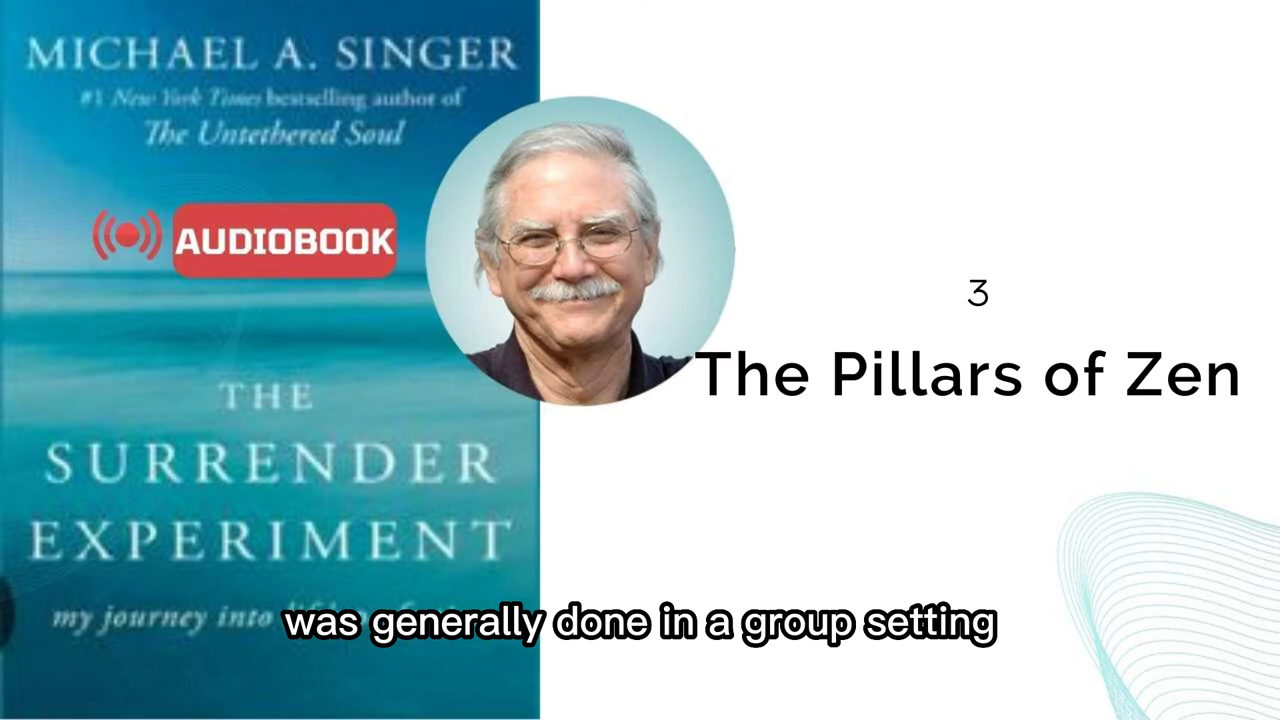 MICHAEL A. SINGER
#1 New York Times bestselling author of
The Untethered Soul
AUDIOBOOK
THE
SURRENDER
EXPERIMENT
my journey into
3
The Pillars of Zen
was generally done in a group setting